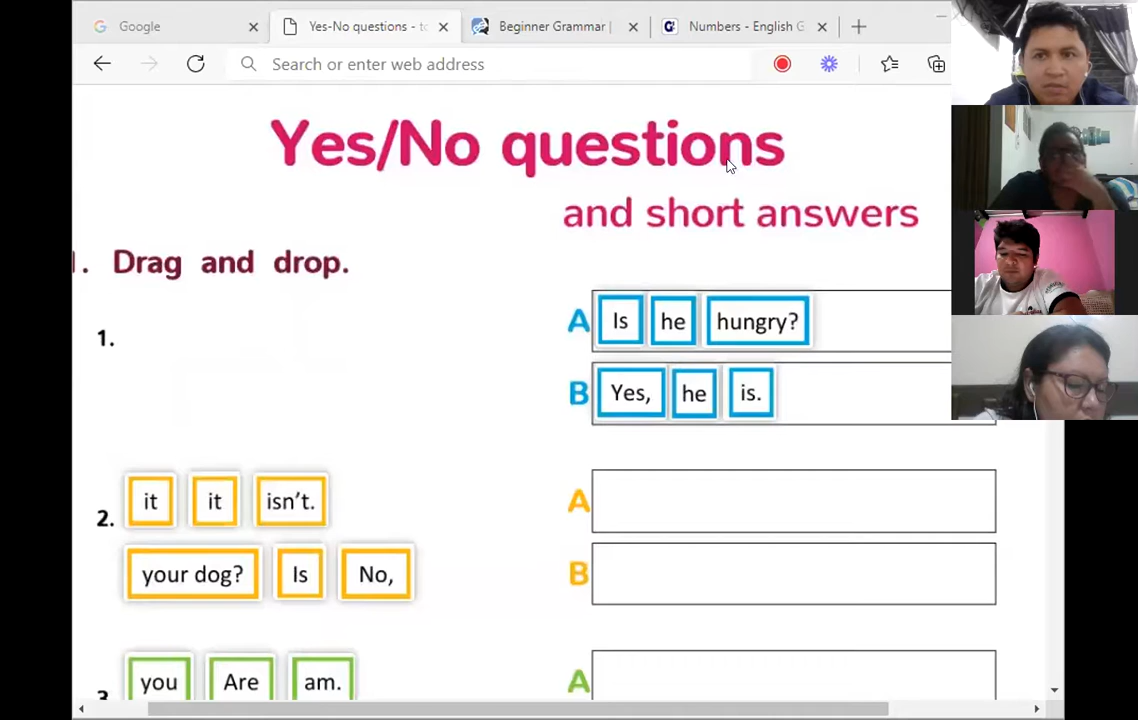 Google
Yes-No questions - to
Beginner Grammar |
Numbers - English G
Search or enter web address
Yes/No questions
and short answers
1. Drag and drop.
1.
A Is he hungry?
B Yes, he is.
2. it it isn't.
your dog? Is No,
A
B
3. you Are am.
A